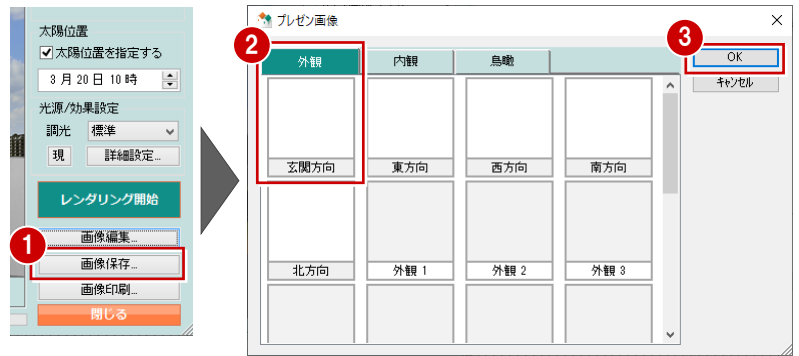 太陽位置
太陽位置を指定する
3 月 20 日 10 時
光源/効果設定
調光 標準
現 詳細設定...
レンダリング開始
画像編集...
1
画像保存...
画像印刷...
閉じる
プレゼン画像
2
3
外観 内観 鳥瞰
OK
キャンセル
玄関方向 東方向 西方向 南方向
北方向 外観 1 外観 2 外観 3